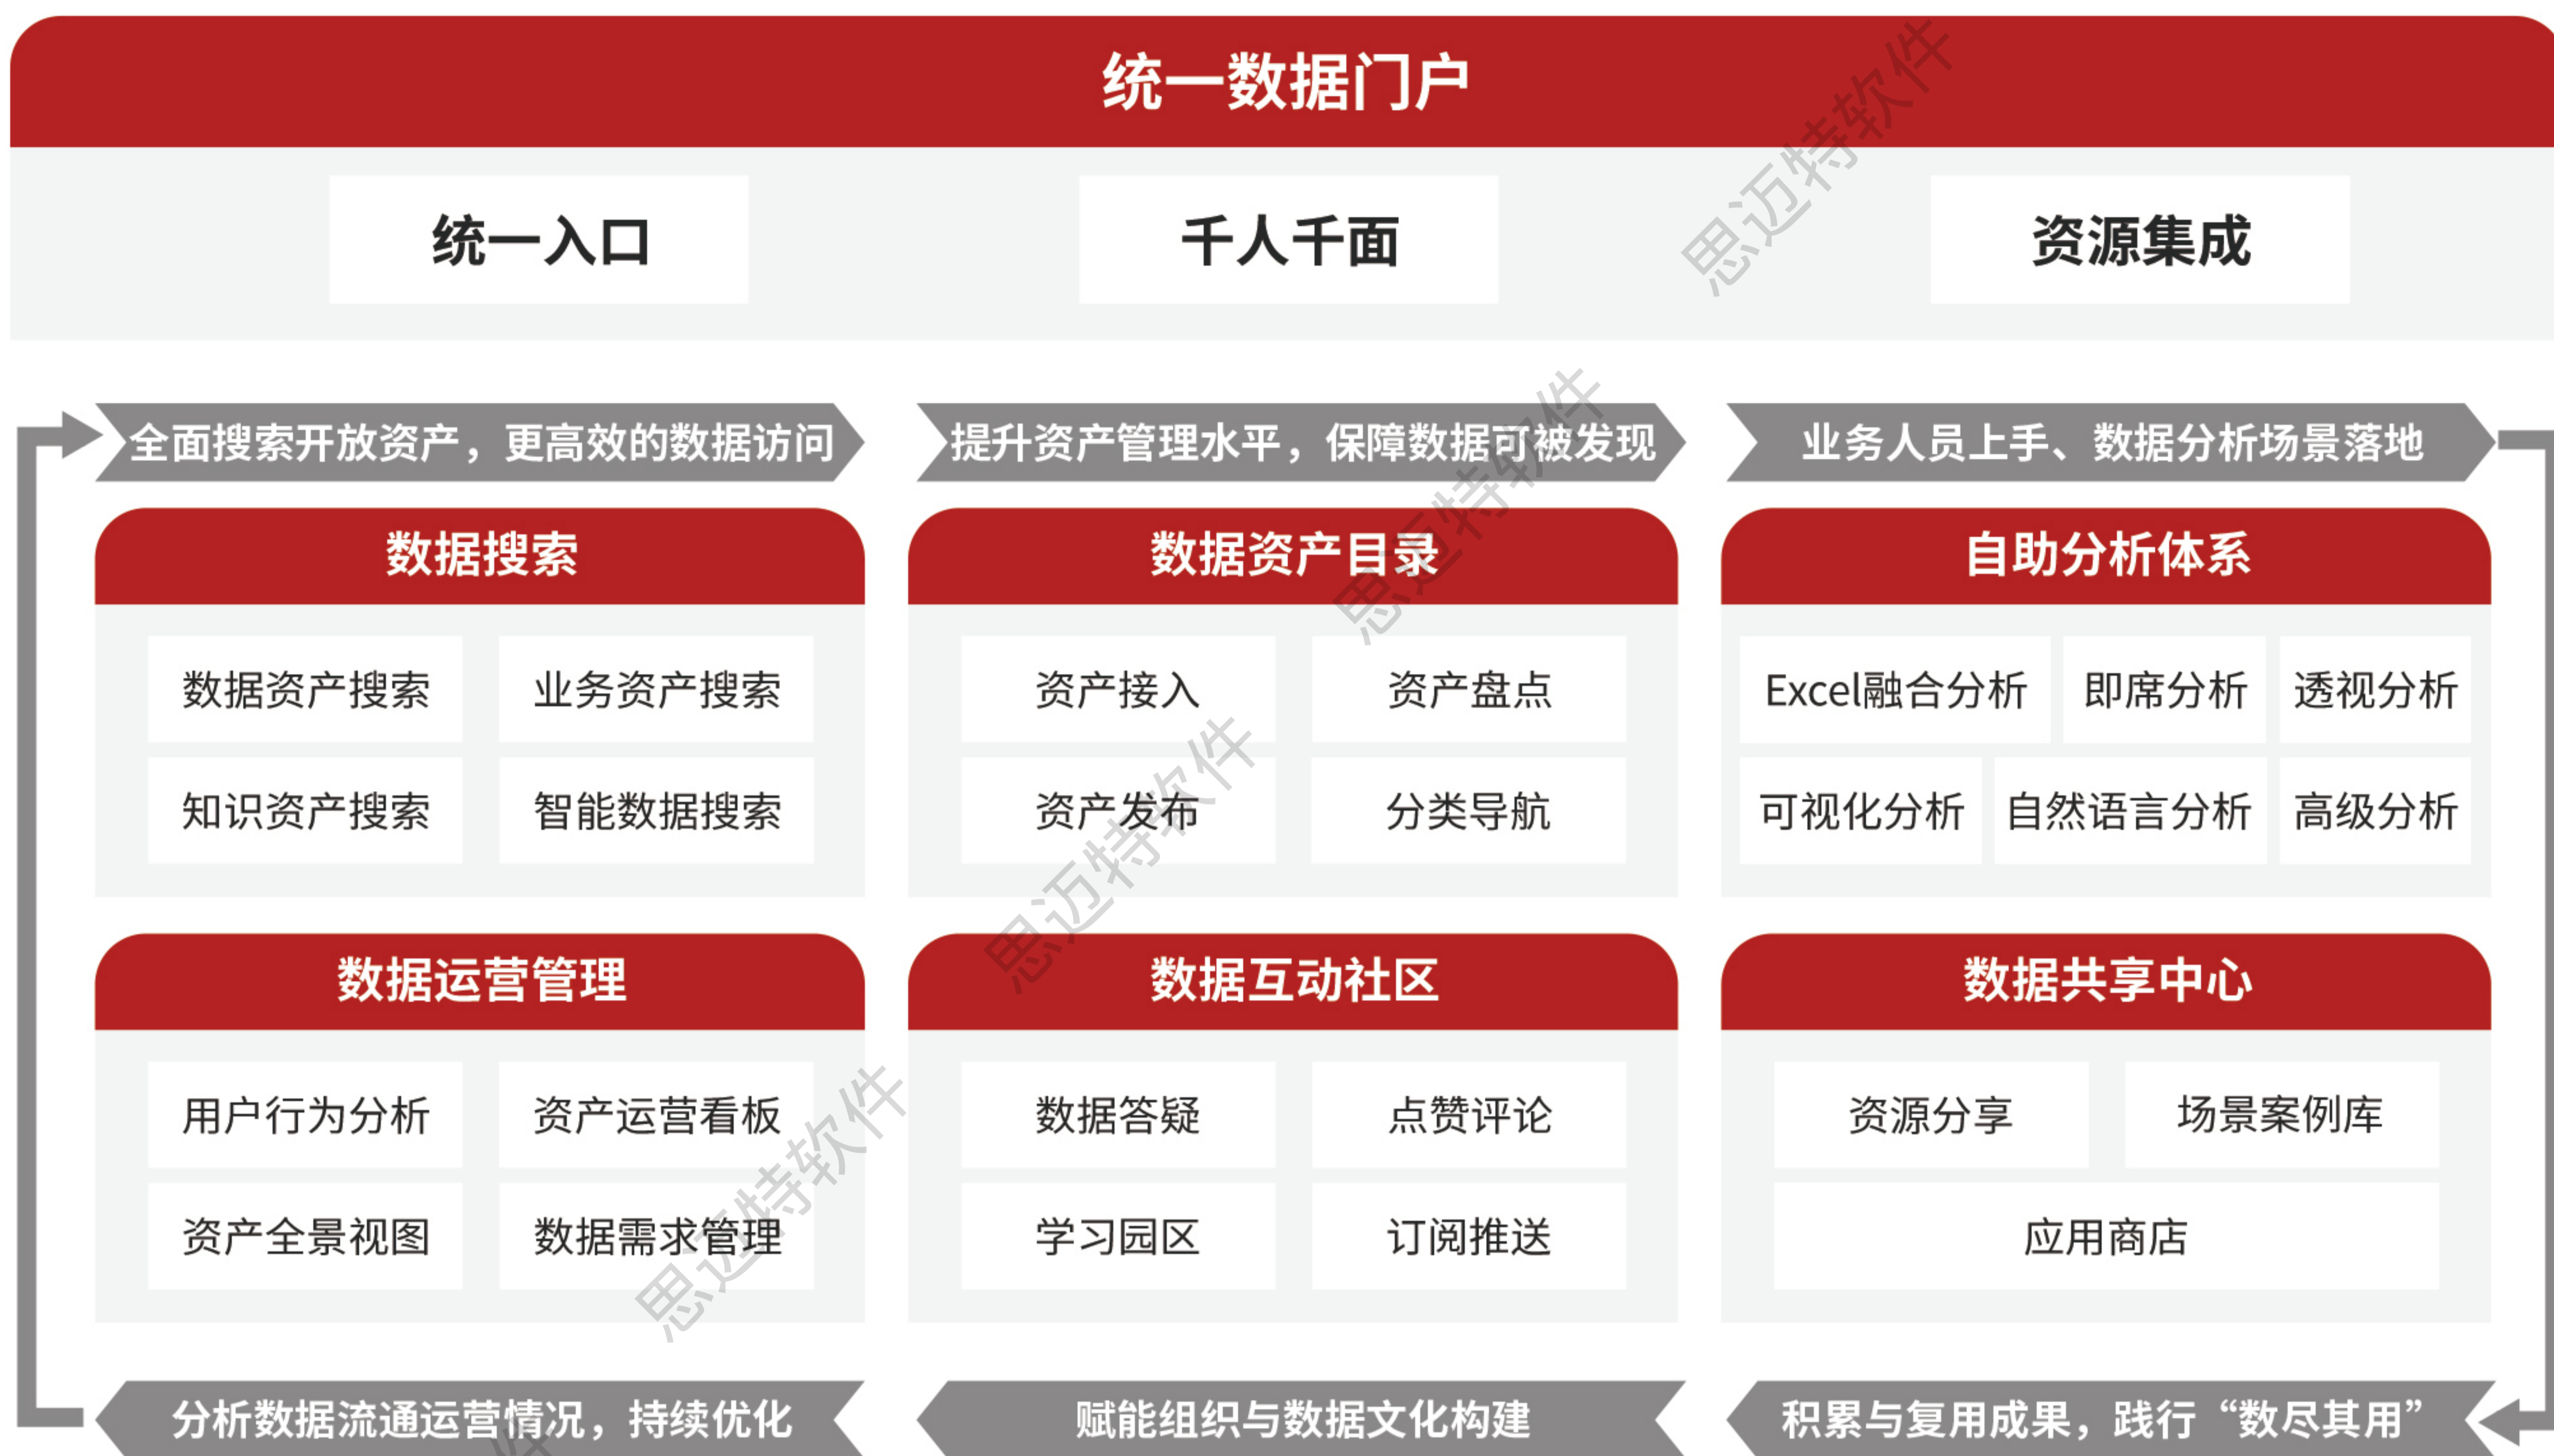 统一数据门户
统一入口 千人千面 资源集成
全面搜索开放资产，更高效的数据访问
提升资产管理水平，保障数据可被发现
业务人员上手、数据分析场景落地
数据搜索
数据资产搜索 业务资产搜索
知识资产搜索 智能数据搜索
数据资产目录
资产接入 资产盘点
资产发布 分类导航
自助分析体系
Excel融合分析 即席分析 透视分析
可视化分析 自然语言分析 高级分析
数据运营管理
用户行为分析 资产运营看板
资产全景视图 数据需求管理
数据互动社区
数据答疑 点赞评论
学习园区 订阅推送
数据共享中心
资源分享 场景案例库
应用商店
分析数据流通运营情况，持续优化
赋能组织与数据文化构建
积累与复用成果，践行“数尽其用”
思迈特软件
思迈特软件
思迈特软件
思迈特软件
件